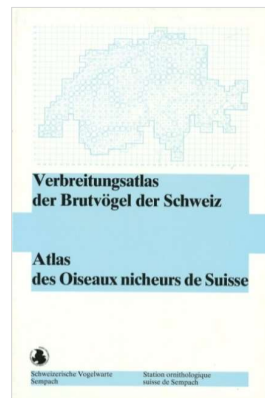 Verbreitungsatlas
der Brutvögel der Schweiz
Atlas
des Oiseaux nicheurs de Suisse
Schweizerische Vogelwarte
Sempach
Station ornithologique
suisse de Sempach